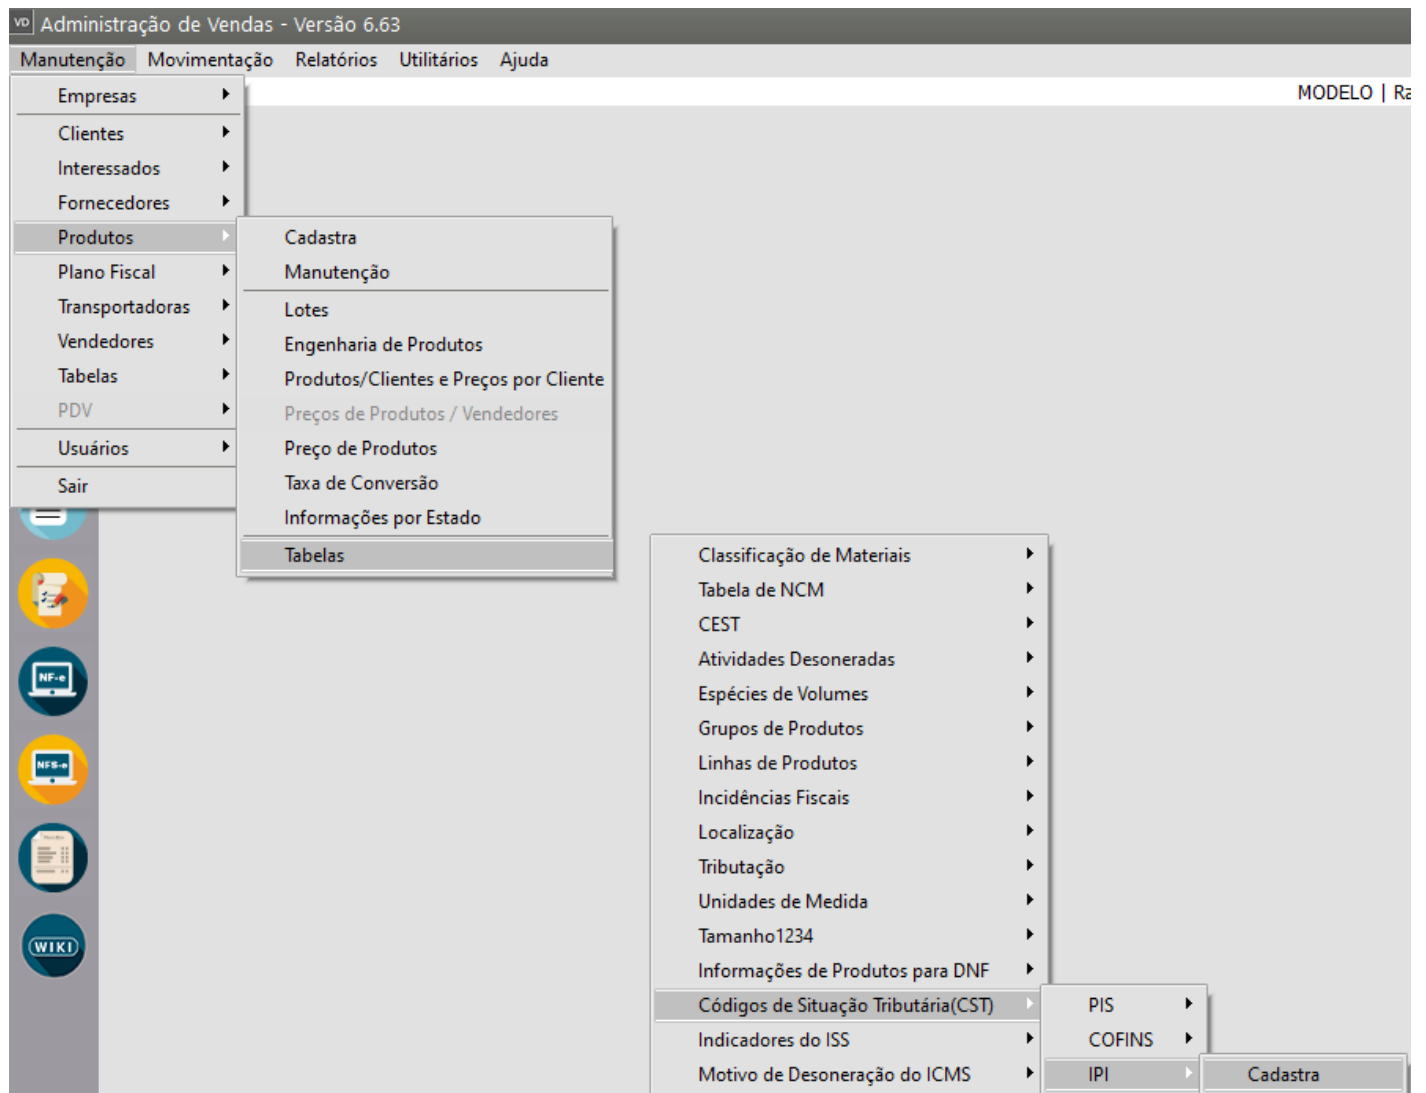 VD Administração de Vendas - Versão 6.63
Manutenção Movimentação Relatórios Utilitários Ajuda
MODELO | Ra
Empresas
Clientes
Interessados
Fornecedores
Produtos
Plano Fiscal
Transportadoras
Vendedores
Tabelas
PDV
Usuários
Sair
Cadastra
Manutenção
Lotes
Engenharia de Produtos
Produtos/Clientes e Preços por Cliente
Preços de Produtos / Vendedores
Preço de Produtos
Taxa de Conversão
Informações por Estado
Tabelas
Classificação de Materiais
Tabela de NCM
CEST
Atividades Desoneradas
Espécies de Volumes
Grupos de Produtos
Linhas de Produtos
Incidências Fiscais
Localização
Tributação
Unidades de Medida
Tamanho1234
Informações de Produtos para DNF
Códigos de Situação Tributária(CST)
Indicadores do ISS
Motivo de Desoneração do ICMS
PIS
COFINS
IPI
Cadastra
NF-e
NFS-e
WIKI